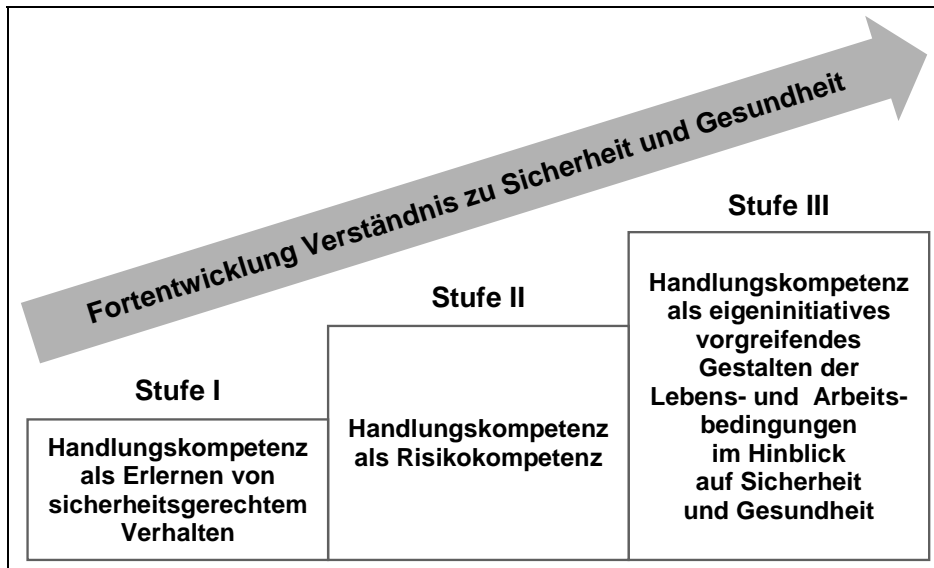 Fortentwicklung Verständnis zu Sicherheit und Gesundheit
Stufe I
Handlungskompetenz
als Erlernen von
sicherheitsgerechtem
Verhalten
Stufe II
Handlungskompetenz
als Risikokompetenz
Stufe III
Handlungskompetenz
als eigeninitiatives
vorgreifendes
Gestalten der
Lebens- und Arbeits-
bedingungen
im Hinblick
auf Sicherheit
und Gesundheit